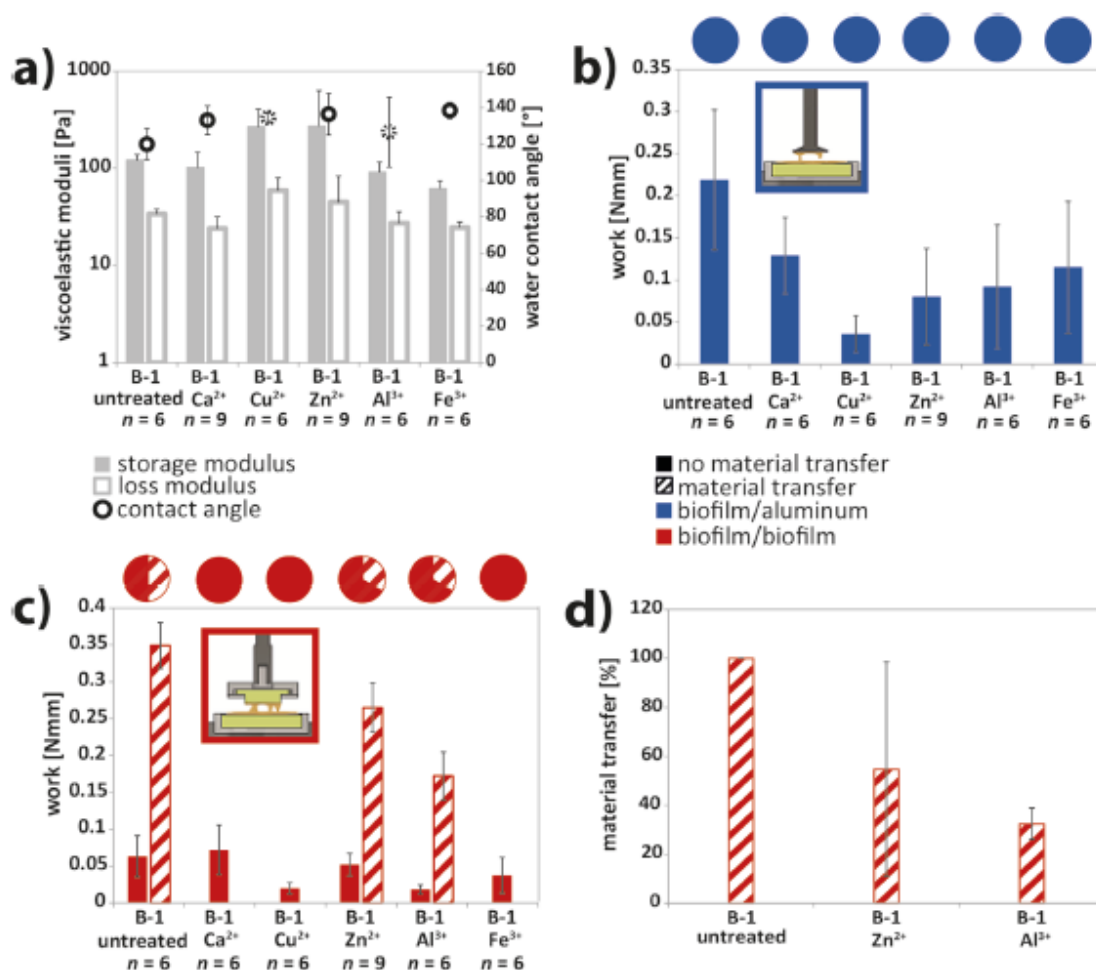 a)
1000
100
10
1
viscoelastic moduli [Pa]
160
140
120
100
80
60
40
20
0
water contact angle [°]
B-1 B-1 B-1 B-1 B-1 B-1
untreated Ca²⁺ Cu²⁺ Zn²⁺ Al³⁺ Fe³⁺
n = 6 n = 9 n = 6 n = 9 n = 6 n = 6
storage modulus
loss modulus
contact angle
b)
0.35
0.3
0.25
0.2
0.15
0.1
0.05
0
work [Nmm]
B-1 B-1 B-1 B-1 B-1 B-1
untreated Ca²⁺ Cu²⁺ Zn²⁺ Al³⁺ Fe³⁺
n = 6 n = 6 n = 6 n = 9 n = 6 n = 6
no material transfer
material transfer
biofilm/aluminum
biofilm/biofilm
c)
0.4
0.35
0.3
0.25
0.2
0.15
0.1
0.05
0
work [Nmm]
B-1 B-1 B-1 B-1 B-1 B-1
untreated Ca²⁺ Cu²⁺ Zn²⁺ Al³⁺ Fe³⁺
n = 6 n = 6 n = 6 n = 9 n = 6 n = 6
d)
120
100
80
60
40
20
0
material transfer [%]
B-1 B-1 B-1
untreated Zn²⁺ Al³⁺